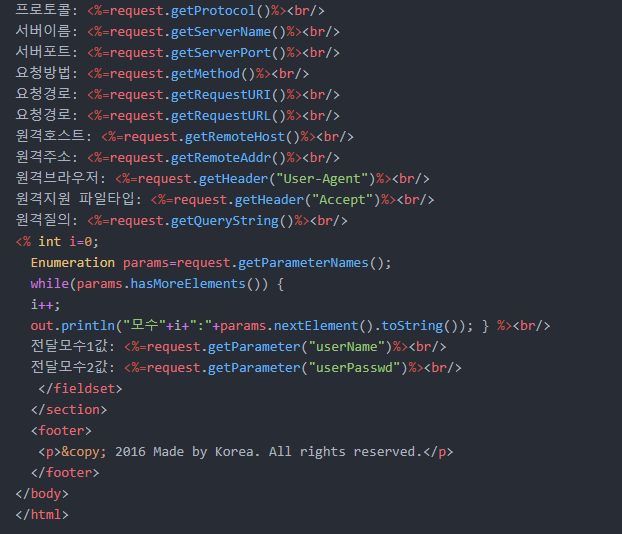 프로토콜: <%=request.getProtocol()%><br/>
서버이름: <%=request.getServerName()%><br/>
서버포트: <%=request.getServerPort()%><br/>
요청방법: <%=request.getMethod()%><br/>
요청경로: <%=request.getRequestURI()%><br/>
요청경로: <%=request.getRequestURL()%><br/>
원격호스트: <%=request.getRemoteHost()%><br/>
원격주소: <%=request.getRemoteAddr()%><br/>
원격브라우저: <%=request.getHeader("User-Agent")%><br/>
원격지원 파일타입: <%=request.getHeader("Accept")%><br/>
원격질의: <%=request.getQueryString()%><br/>
<% int i=0;
Enumeration params=request.getParameterNames();
while(params.hasMoreElements()) {
i++;
out.println("모수"+i+":"+params.nextElement().toString()); } %><br/>
전달모수1값: <%=request.getParameter("userName")%><br/>
전달모수2값: <%=request.getParameter("userPasswd")%><br/>
</fieldset>
</section>
<footer>
<p>&copy; 2016 Made by Korea. All rights reserved.</p>
</footer>
</body>
</html>